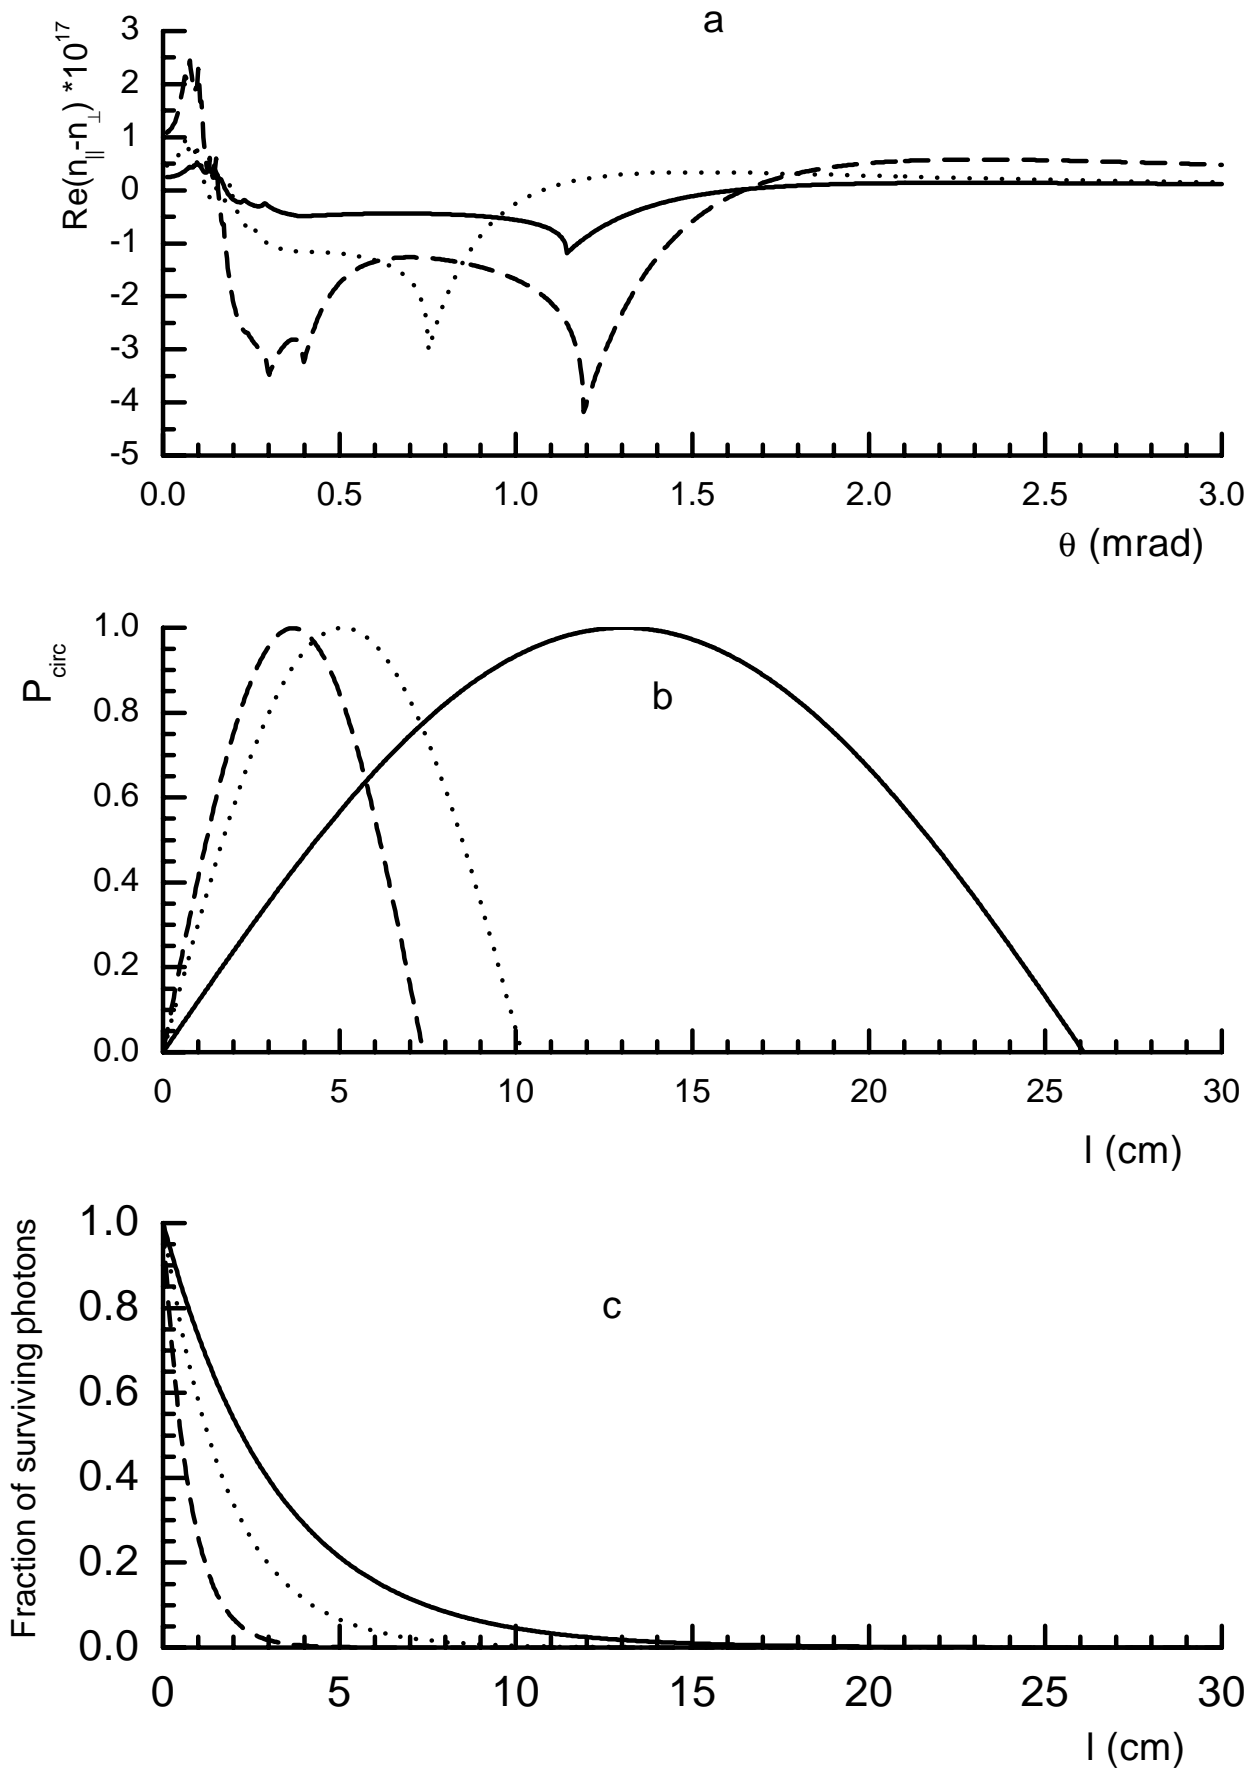 a
Re(n∥-n⊥) *10^17
3
2
1
0
-1
-2
-3
-4
-5
0.0 0.5 1.0 1.5 2.0 2.5 3.0
θ (mrad)
b
P_circ
1.0
0.8
0.6
0.4
0.2
0.0
0 5 10 15 20 25 30
l (cm)
c
Fraction of surviving photons
1.0
0.8
0.6
0.4
0.2
0.0
0 5 10 15 20 25 30
l (cm)